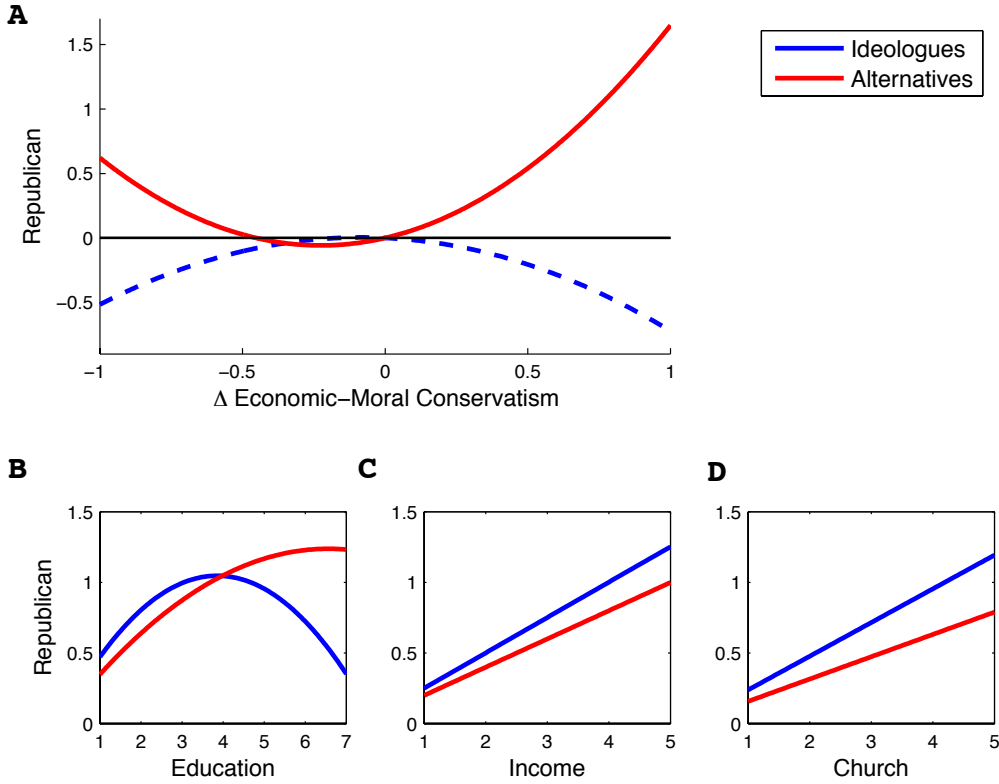 A
Ideologues
Alternatives
1.5
1
0.5
0
−0.5
Republican
−1 −0.5 0 0.5 1
Δ Economic−Moral Conservatism
B C D
1.5 1.5 1.5
1 1 1
0.5 0.5 0.5
0 0 0
Republican
1 2 3 4 5 6 7 1 2 3 4 5 1 2 3 4 5
Education Income Church